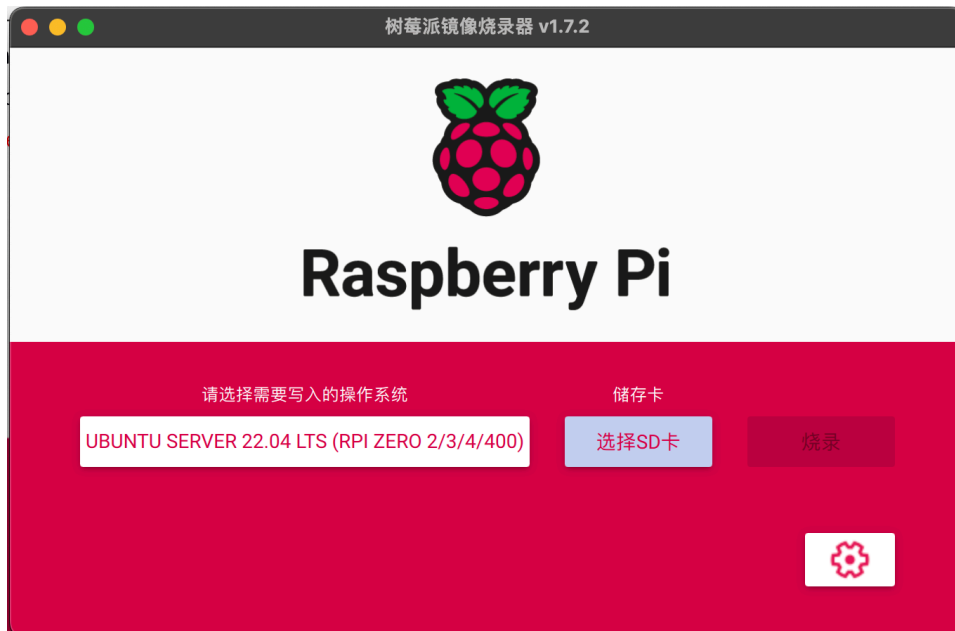 树莓派镜像烧录器 v1.7.2
Raspberry Pi
请选择需要写入的操作系统
储存卡
UBUNTU SERVER 22.04 LTS (RPI ZERO 2/3/4/400)
选择SD卡
烧录